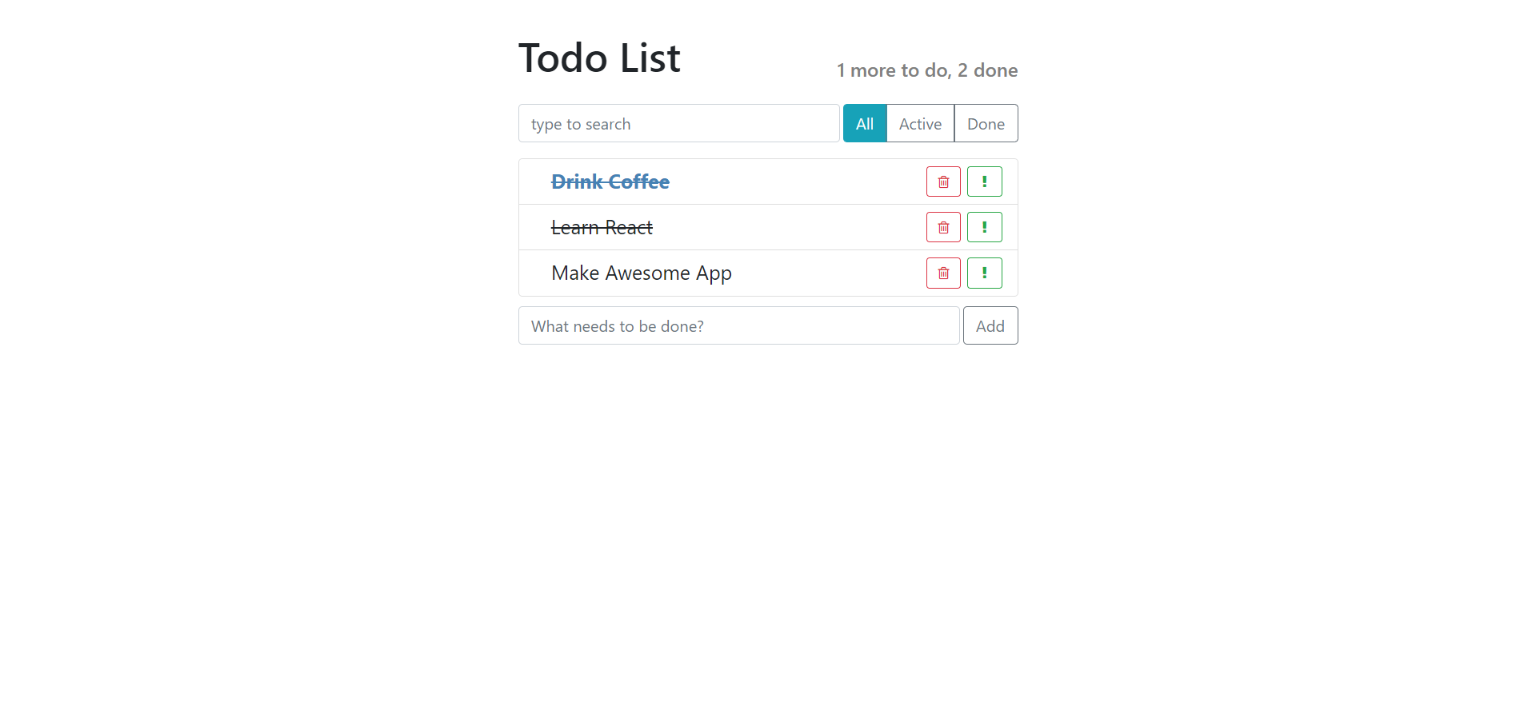 Todo List
1 more to do, 2 done
type to search
All Active Done
Drink Coffee
Learn React
Make Awesome App
What needs to be done? Add